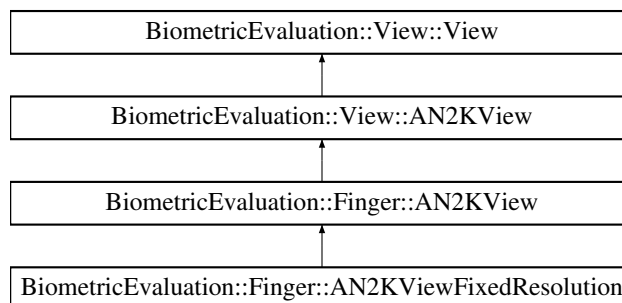 BiometricEvaluation::View::View
BiometricEvaluation::View::AN2KView
BiometricEvaluation::Finger::AN2KView
BiometricEvaluation::Finger::AN2KViewFixedResolution